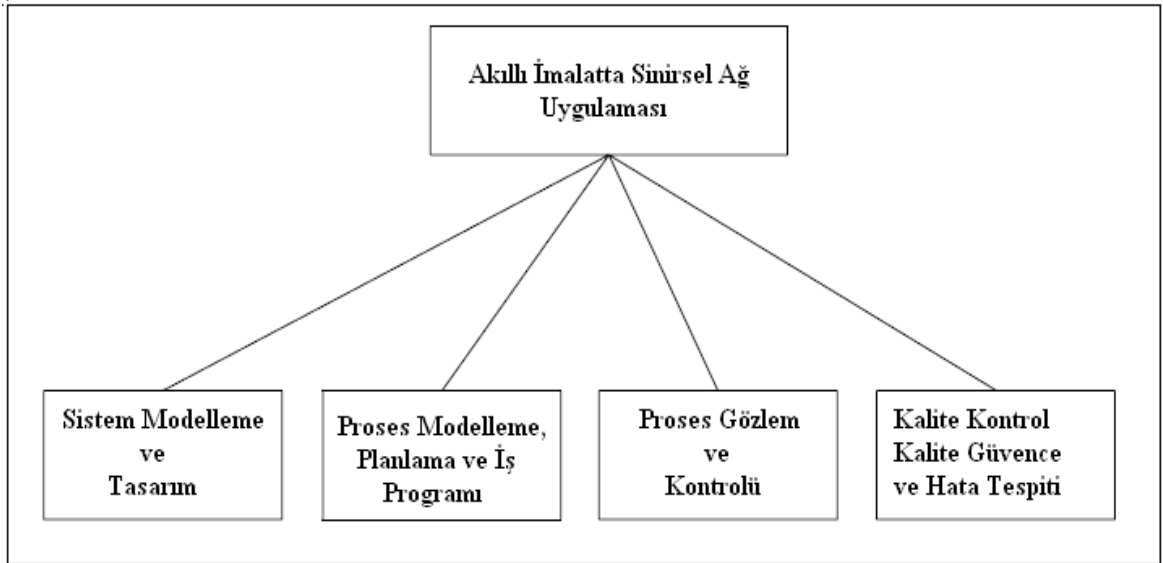 Akıllı İmalatta Sinirsel Ağ
Uygulaması
Sistem Modelleme
ve
Tasarım
Proses Modelleme,
Planlama ve İş
Programı
Proses Gözlem
ve
Kontrolü
Kalite Kontrol
Kalite Güvence
ve Hata Tespiti